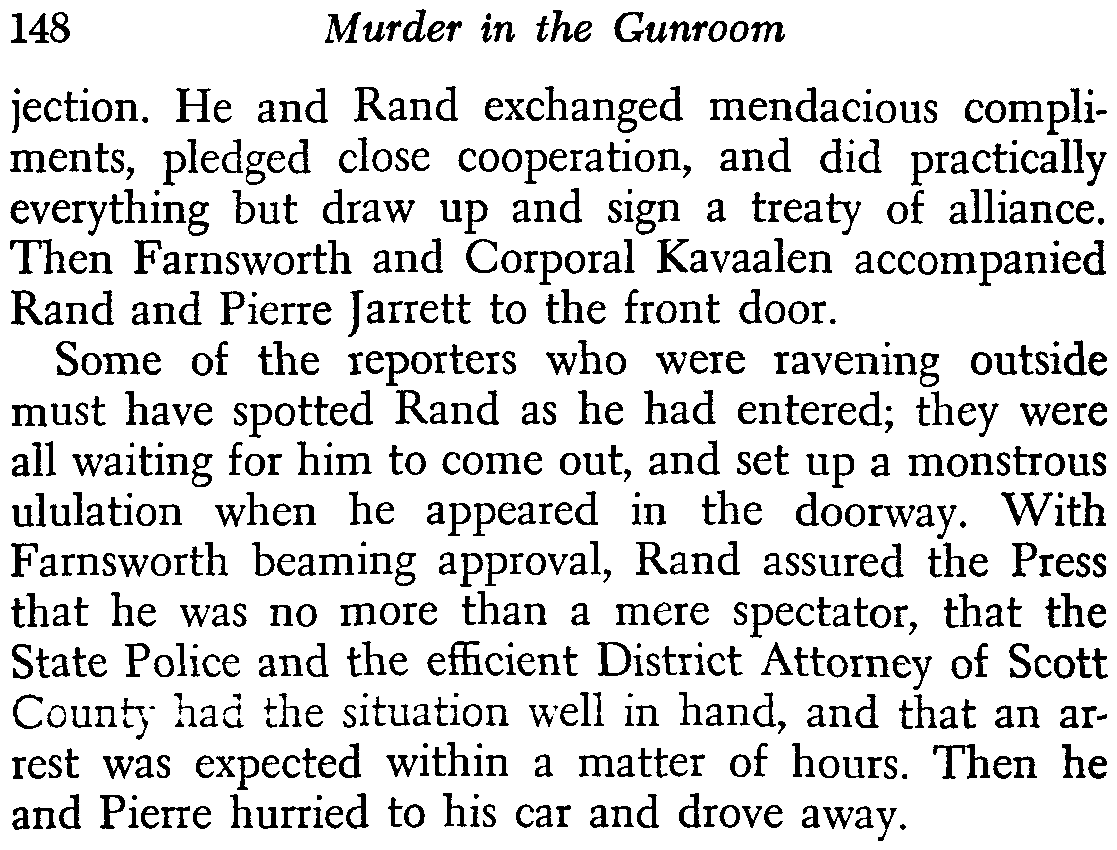 148 Murder in the Gunroom
jection. He and Rand exchanged mendacious compli-
ments, pledged close cooperation, and did practically
everything but draw up and sign a treaty of alliance.
Then Farnsworth and Corporal Kavaalen accompanied
Rand and Pierre Jarrett to the front door.
Some of the reporters who were ravening outside
must have spotted Rand as he had entered; they were
all waiting for him to come out, and set up a monstrous
ululation when he appeared in the doorway. With
Farnsworth beaming approval, Rand assured the Press
that he was no more than a mere spectator, that the
State Police and the efficient District Attorney of Scott
County had the situation well in hand, and that an ar-
rest was expected within a matter of hours. Then he
and Pierre hurried to his car and drove away.